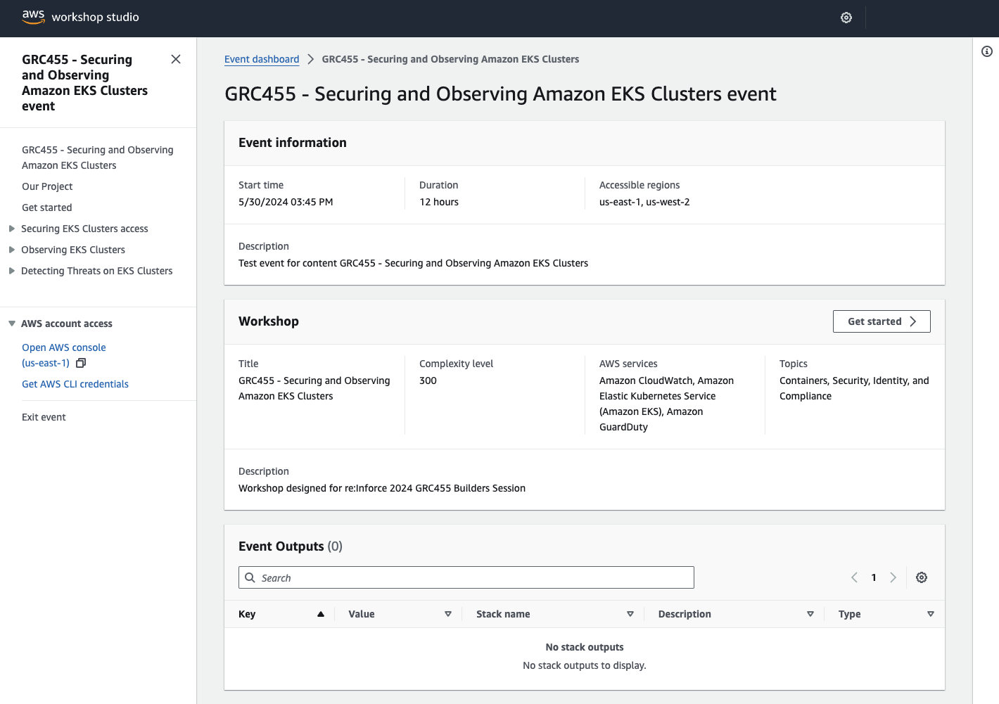 aws workshop studio
GRC455 - Securing
and Observing
Amazon EKS Clusters
event
GRC455 - Securing and Observing
Amazon EKS Clusters
Our Project
Get started
Securing EKS Clusters access
Observing EKS Clusters
Detecting Threats on EKS Clusters
AWS account access
Open AWS console
(us-east-1)
Get AWS CLI credentials
Exit event
Event dashboard > GRC455 - Securing and Observing Amazon EKS Clusters
GRC455 - Securing and Observing Amazon EKS Clusters event
Event information
Start time
5/30/2024 03:45 PM
Duration
12 hours
Accessible regions
us-east-1, us-west-2
Description
Test event for content GRC455 - Securing and Observing Amazon EKS Clusters
Workshop
Get started
Title
GRC455 - Securing and Observing
Amazon EKS Clusters
Complexity level
300
AWS services
Amazon CloudWatch, Amazon
Elastic Kubernetes Service
(Amazon EKS), Amazon
GuardDuty
Topics
Containers, Security, Identity, and
Compliance
Description
Workshop designed for re:Inforce 2024 GRC455 Builders Session
Event Outputs (0)
Search
1
Key Value Stack name Description Type
No stack outputs
No stack outputs to display.